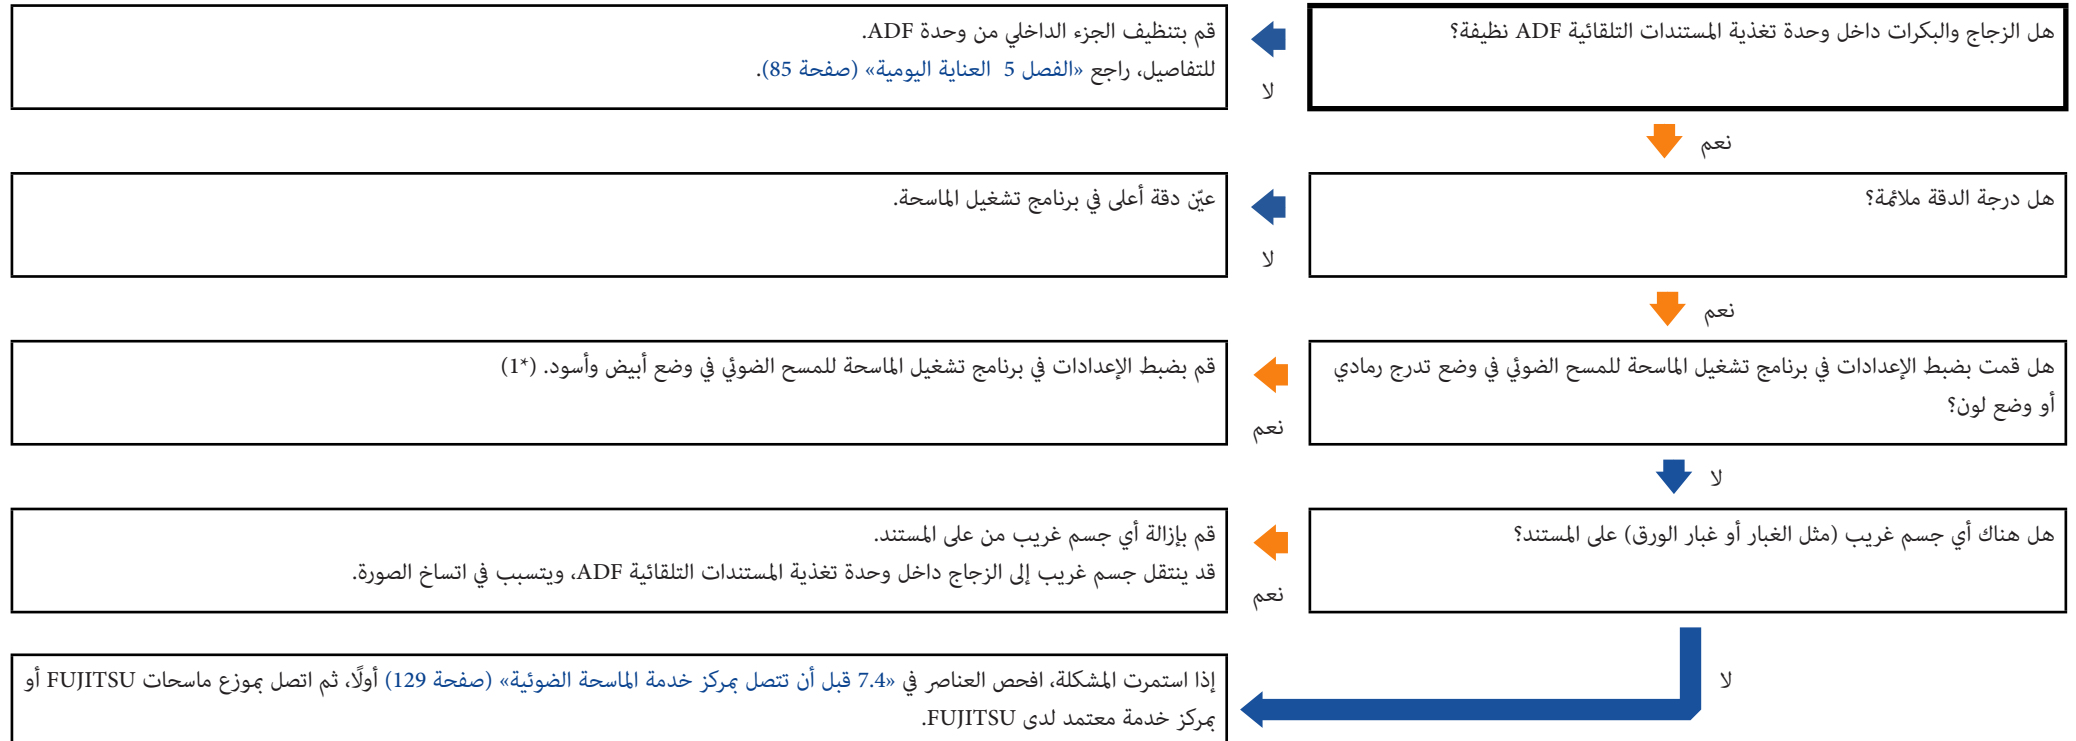 هل الزجاج والبكرات داخل وحدة تغذية المستندات التلقائية ADF نظيفة؟
لا
قم بتنظيف الجزء الداخلي من وحدة ADF.
للتفاصيل، راجع «الفصل 5 العناية اليومية» (صفحة 85).
نعم
هل درجة الدقة ملائمة؟
لا
عيّن دقة أعلى في برنامج تشغيل الماسحة.
نعم
هل قمت بضبط الإعدادات في برنامج تشغيل الماسحة للمسح الضوئي في وضع تدرج رمادي
أو وضع لون؟
نعم
قم بضبط الإعدادات في برنامج تشغيل الماسحة للمسح الضوئي في وضع أبيض وأسود. (*1)
لا
هل هناك أي جسم غريب (مثل الغبار أو غبار الورق) على المستند؟
نعم
قم بإزالة أي جسم غريب من على المستند.
قد ينتقل جسم غريب إلى الزجاج داخل وحدة تغذية المستندات التلقائية ADF، ويتسبب في اتساخ الصورة.
لا
إذا استمرت المشكلة، افحص العناصر في «7.4 قبل أن تتصل بمركز خدمة الماسحة الضوئية» (صفحة 129) أولًا، ثم اتصل بموزع ماسحات FUJITSU أو
بمركز خدمة معتمد لدى FUJITSU.